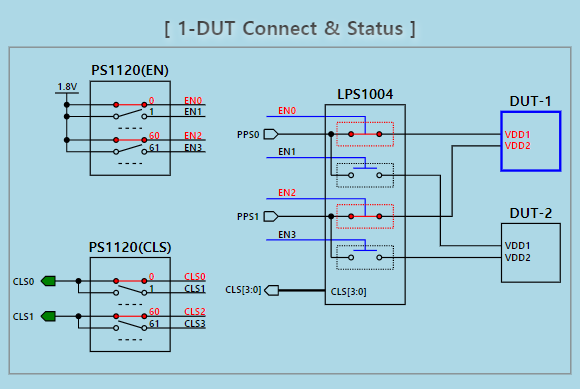 [ 1-DUT Connect & Status ]
PS1120(EN)
1.8V
0
EN0
1
EN1
60
EN2
61
EN3
LPS1004
EN0
PPS0
EN1
EN2
PPS1
EN3
CLS[3:0]
CLS[3:0]
DUT-1
VDD1
VDD2
DUT-2
VDD1
VDD2
PS1120(CLS)
CLS0
0
CLS0
1
CLS1
CLS1
60
CLS2
61
CLS3